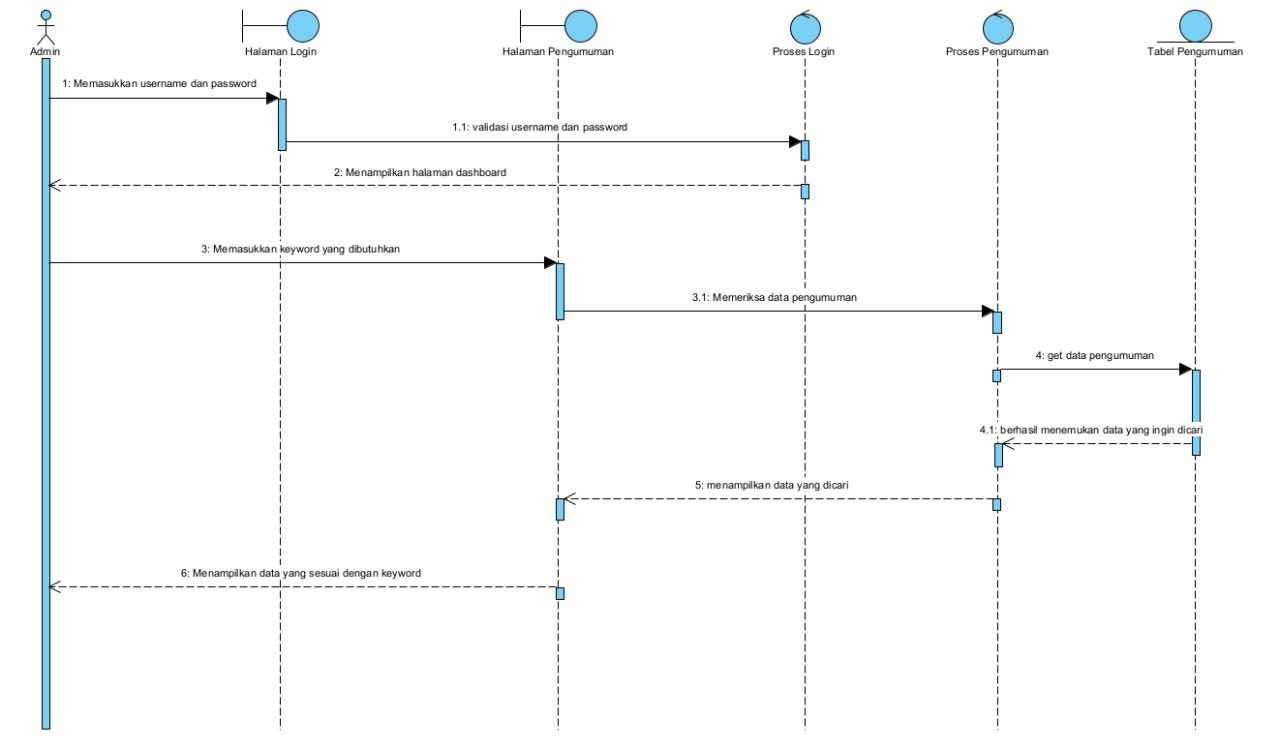 Admin
Halaman Login
Halaman Pengumuman
Proses Login
Proses Pengumuman
Tabel Pengumuman
1: Memasukkan username dan password
1.1: validasi username dan password
2: Menampilkan halaman dashboard
3: Memasukkan keyword yang dibutuhkan
3.1: Memeriksa data pengumuman
4: get data pengumuman
4.1: berhasil menemukan data yang ingin dicari
5: menampilkan data yang dicari
6: Menampilkan data yang sesuai dengan keyword